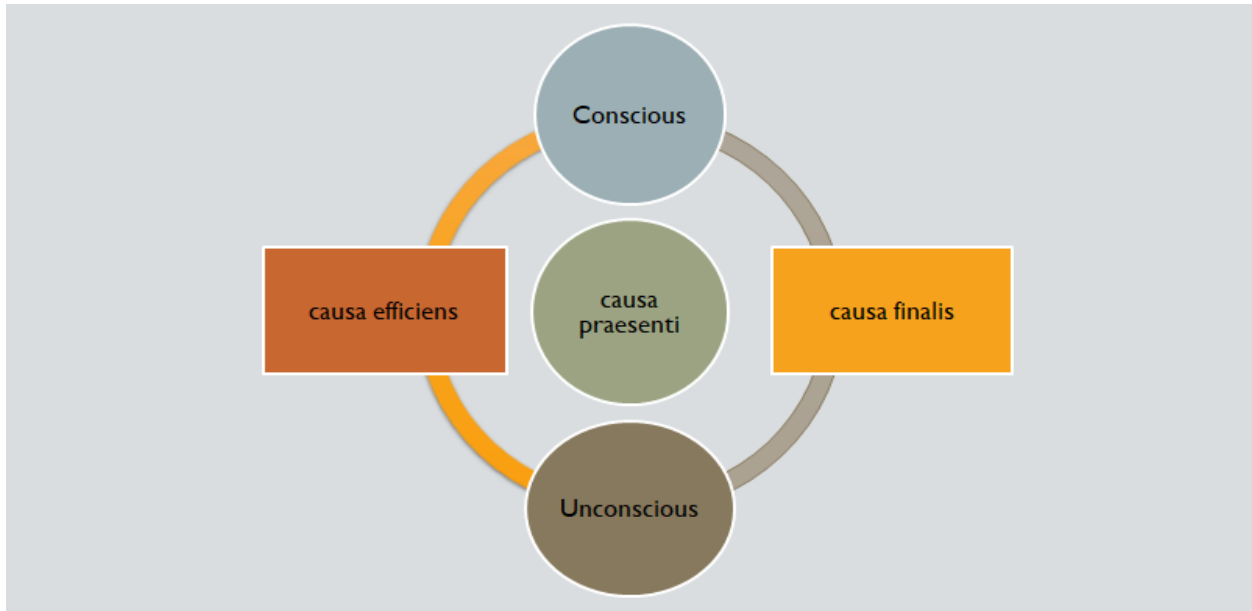 Conscious
causa efficiens
causa
praesenti
causa finalis
Unconscious